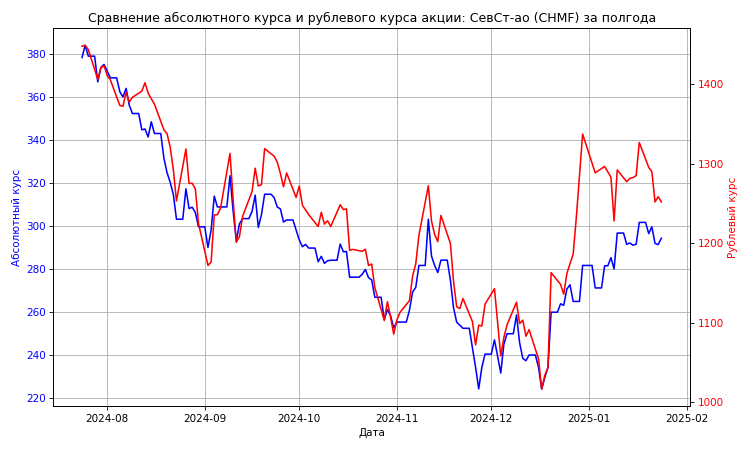 Сравнение абсолютного курса и рублевого курса акции: СевСт-ао (CHMF) за полгода
380
360
340
320
300
280
260
240
220
Абсолютный курс
1400
1300
1200
1100
1000
Рублевый курс
2024-08 2024-09 2024-10 2024-11 2024-12 2025-01 2025-02
Дата